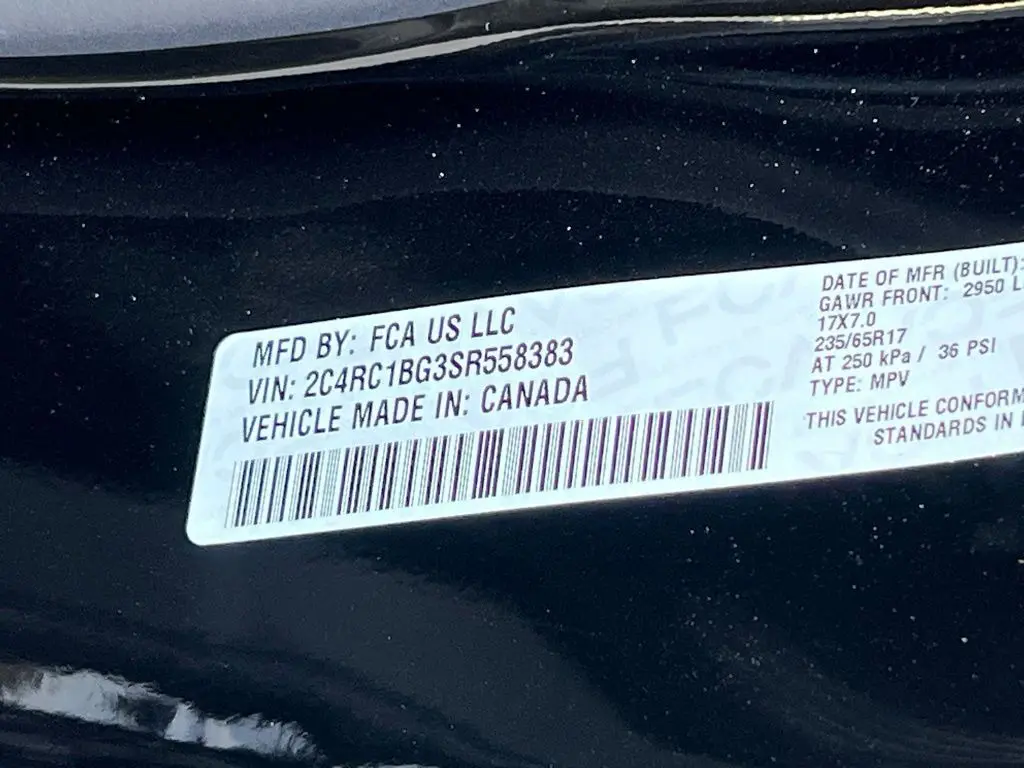 MFD BY: FCA US LLC
VIN: 2C4RC1BG3SR558383
VEHICLE MADE IN: CANADA
DATE OF MFR (BUILT):
GAWR FRONT: 2950 L
17X7.0
235/65R17
AT 250 kPa / 36 PSI
TYPE: MPV
THIS VEHICLE CONFORM
STANDARDS IN